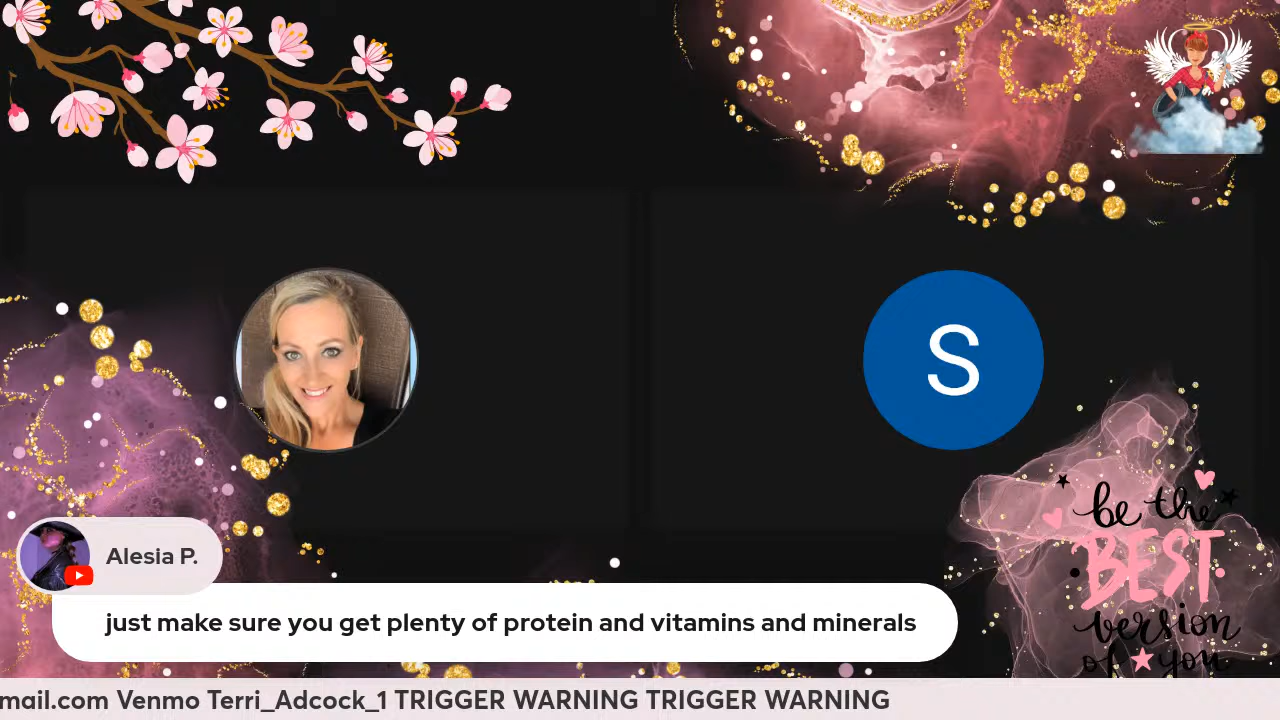 S
be the
BEST
version
of you
Alesia P.
just make sure you get plenty of protein and vitamins and minerals
mail.com Venmo Terri_Adcock_1 TRIGGER WARNING TRIGGER WARNING